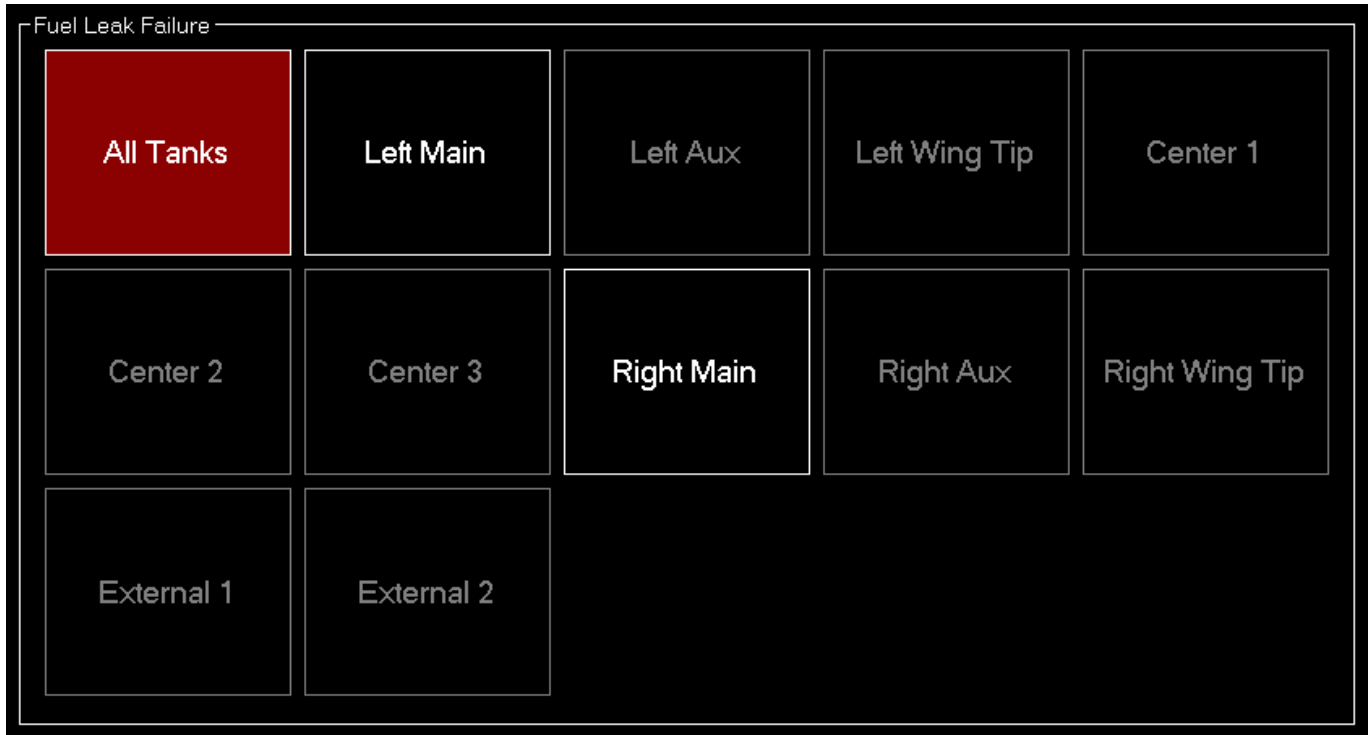 Fuel Leak Failure
All Tanks
Left Main
Left Aux
Left Wing Tip
Center 1
Center 2
Center 3
Right Main
Right Aux
Right Wing Tip
External 1
External 2